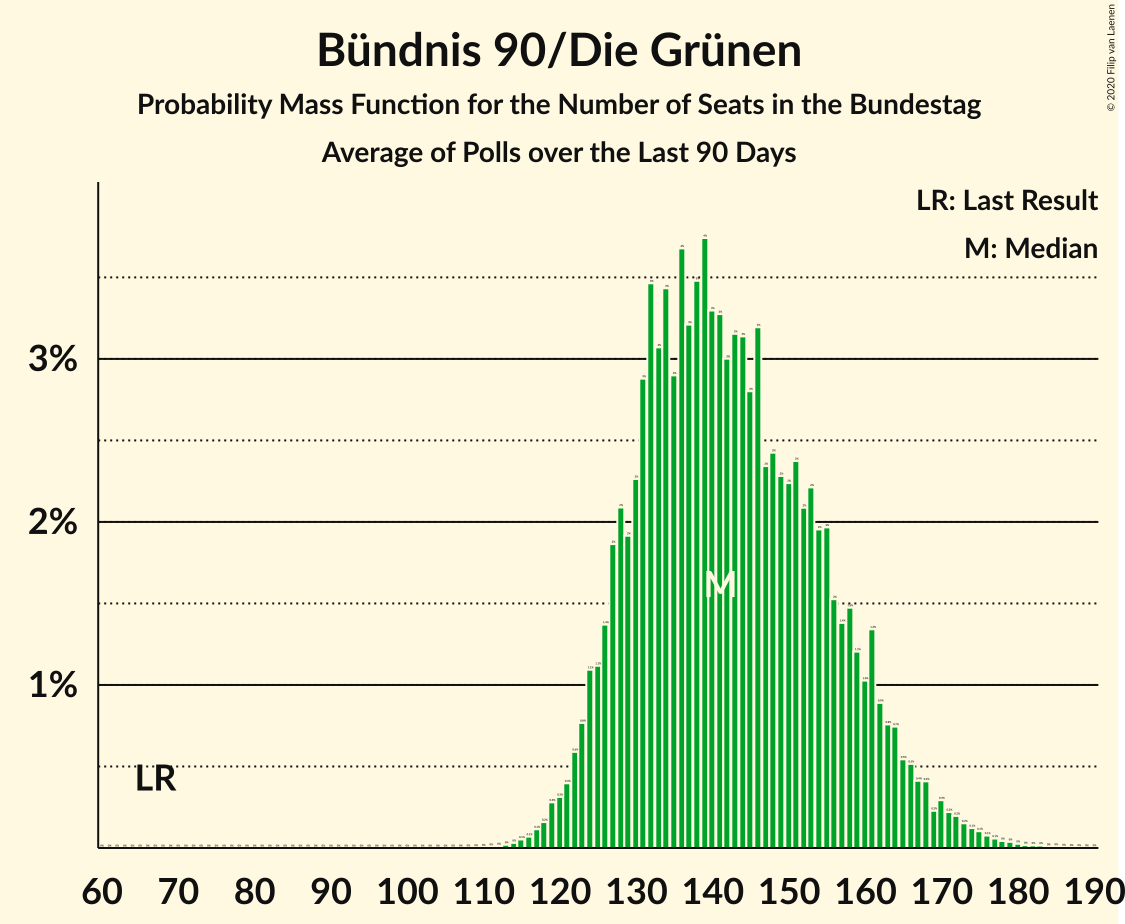 Bündnis 90/Die Grünen
Probability Mass Function for the Number of Seats in the Bundestag
Average of Polls over the Last 90 Days
© 2020 Filip van Laenen
LR: Last Result
M: Median
3%
2%
1%
M
LR
60 70 80 90 100 110 120 130 140 150 160 170 180 190